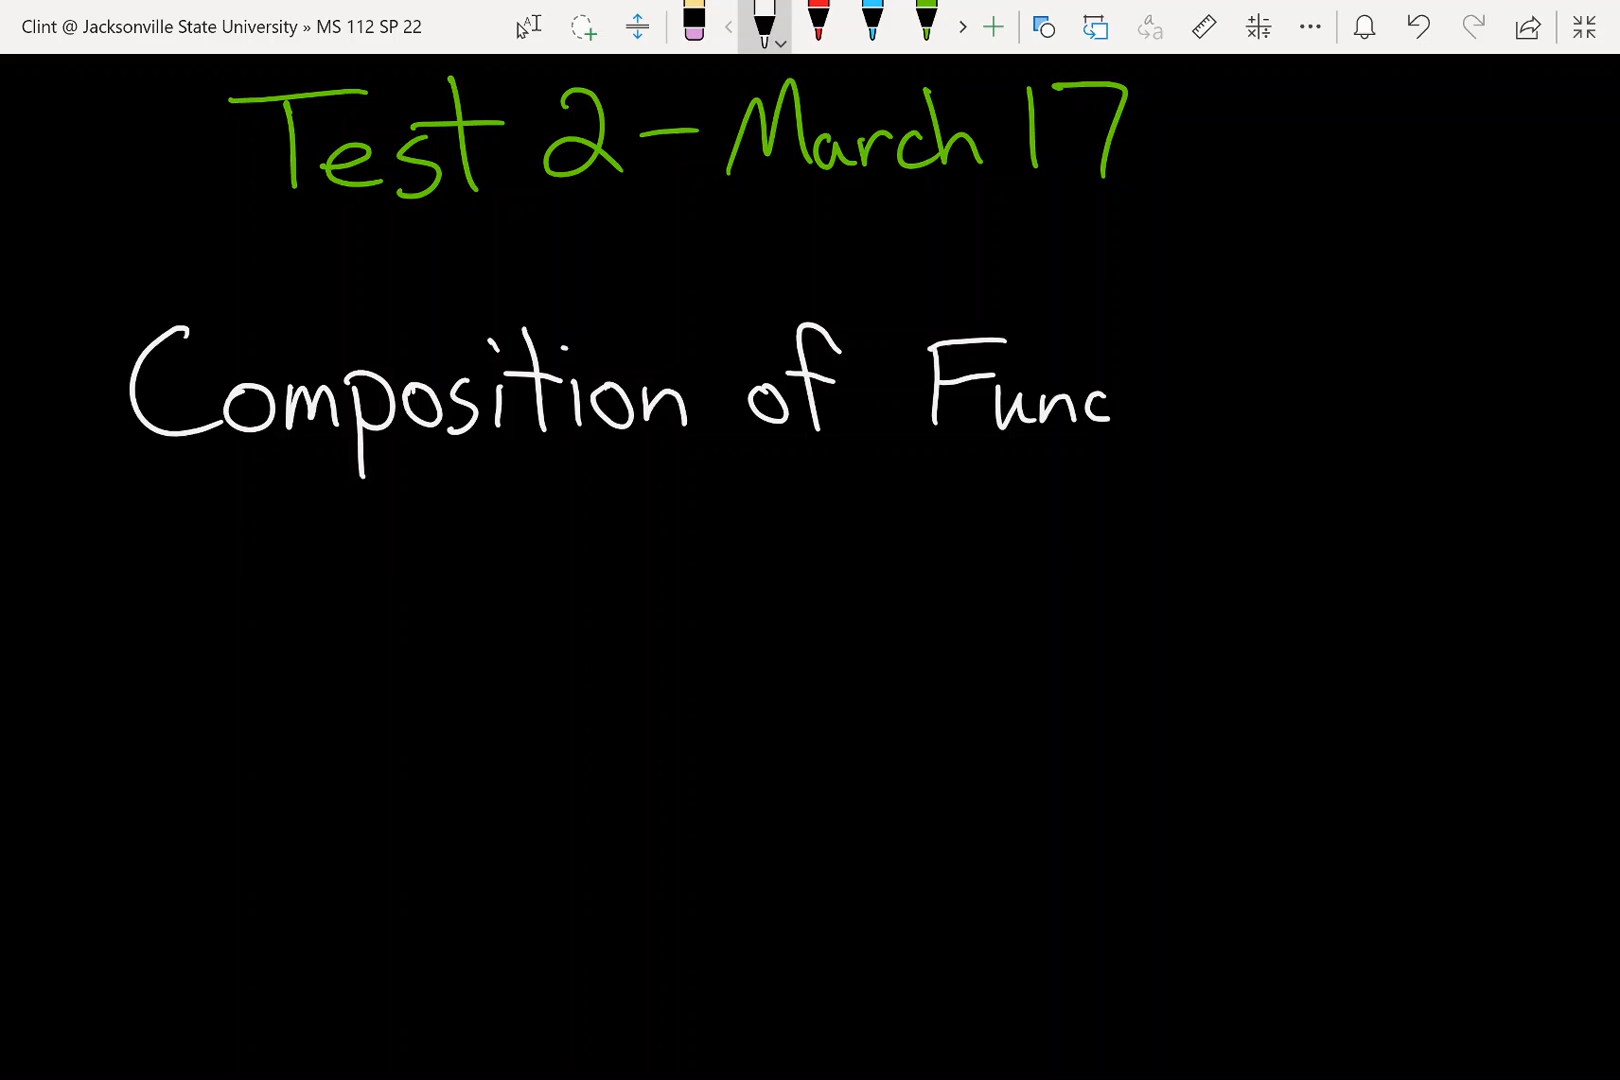 Clint @ Jacksonville State University » MS 112 SP 22
Test 2 - March 17
Composition of Func